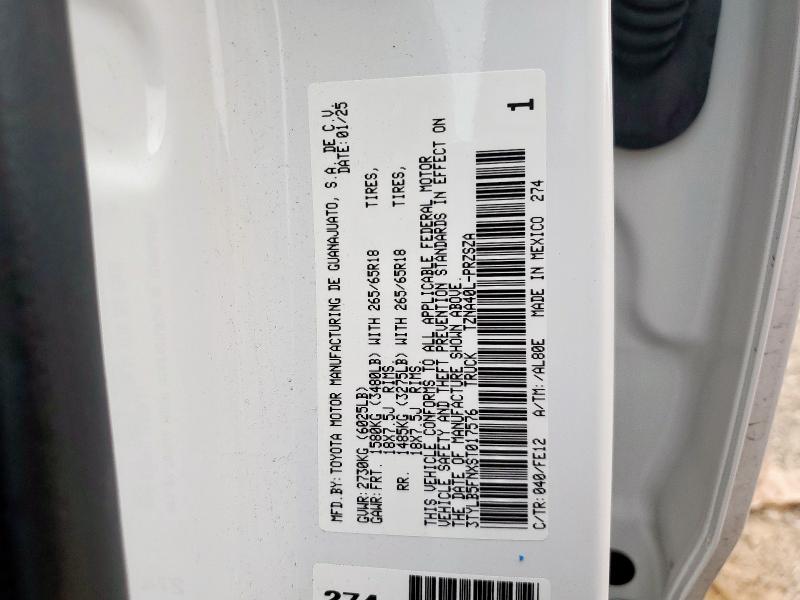 MFD.BY: TOYOTA MOTOR MANUFACTURING DE GUANAJUATO, S.A. DE C.V.
DATE: 01/25
GVWR: 2730KG (6025LB)
GAWR: FRT. 1580KG (3480LB) WITH 265/65R18 TIRES,
18X7.5J RIMS,
RR. 1485KG (3275LB) WITH 265/65R18 TIRES,
18X7.5J RIMS,
THIS VEHICLE CONFORMS TO ALL APPLICABLE FEDERAL MOTOR
VEHICLE SAFETY AND THEFT PREVENTION STANDARDS IN EFFECT ON
THE DATE OF MANUFACTURE SHOWN ABOVE.
3TYLB5FNXST017576 TRUCK TZNA40L-PRZSZA
C/TR: 040/FE12 A/TM: /AL80E MADE IN MEXICO 274
1
274